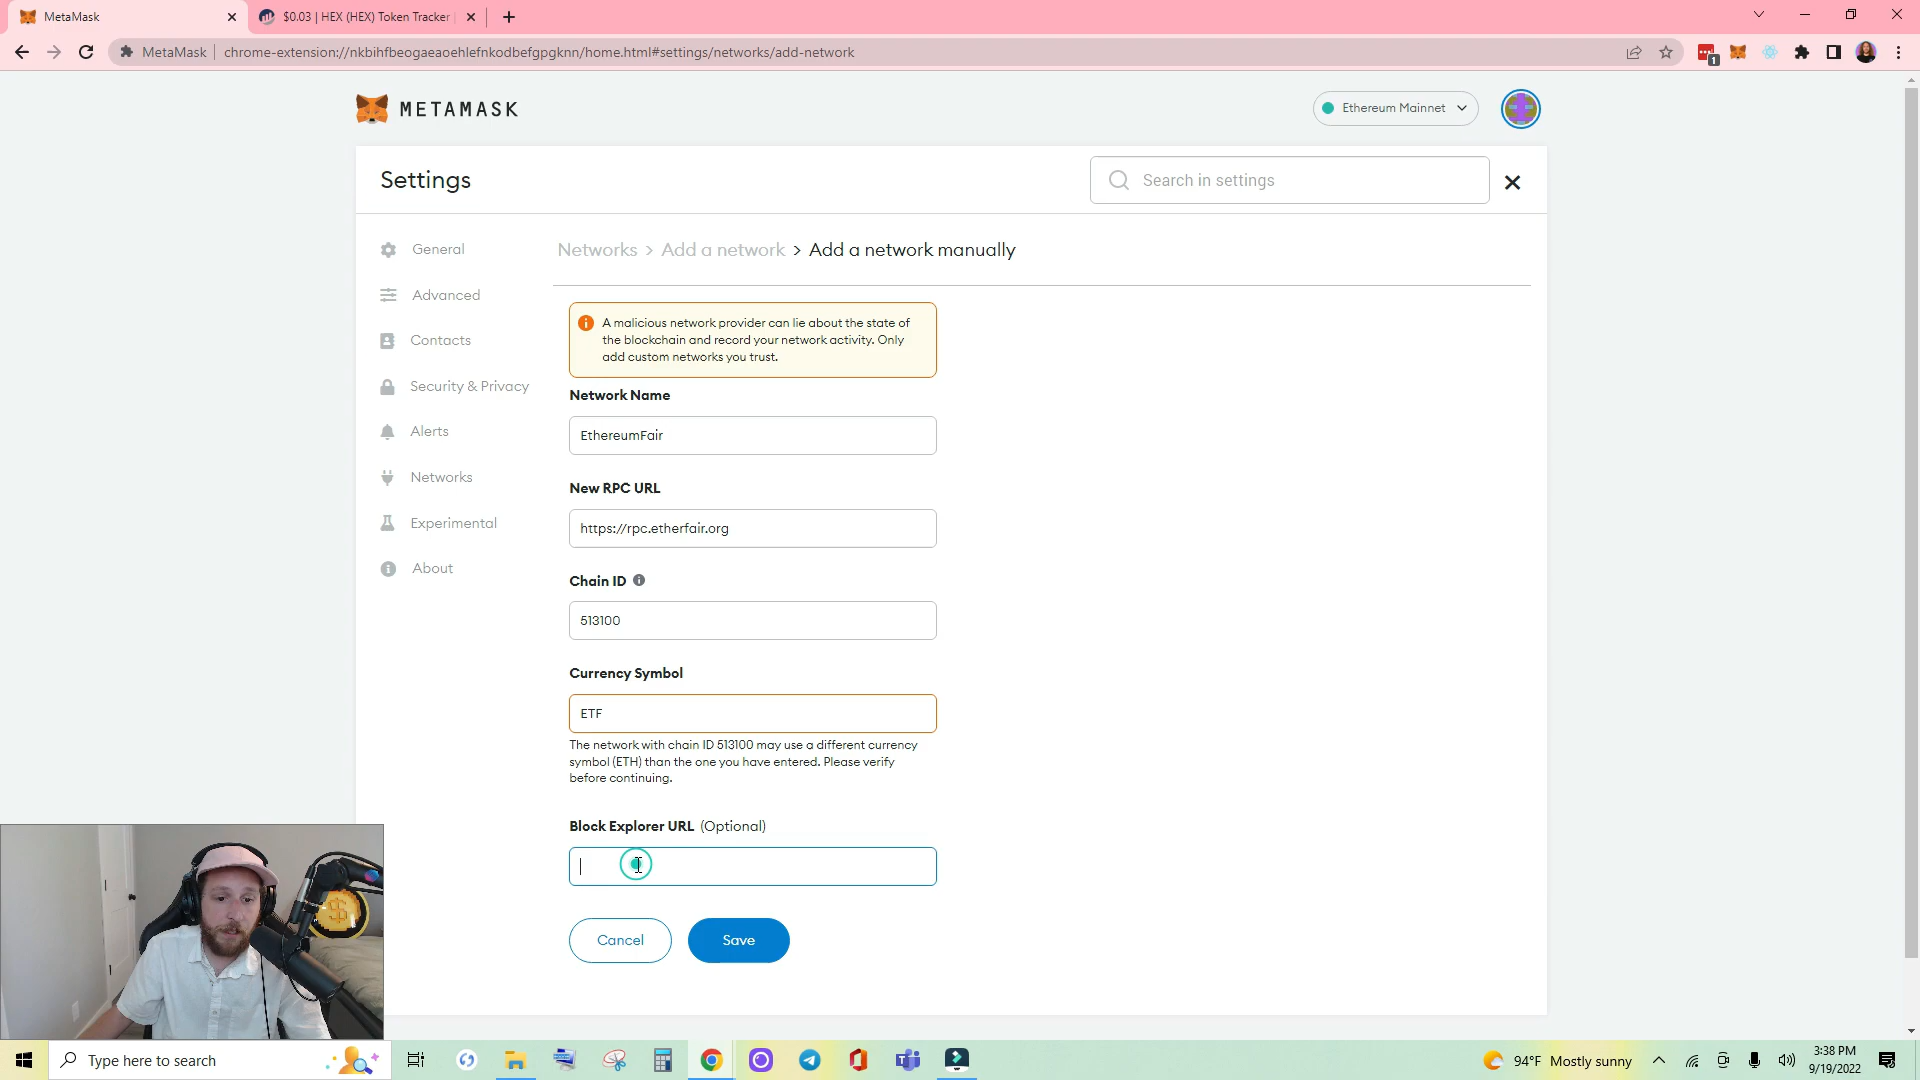 MetaMask
$0.03 | HEX (HEX) Token Tracker
MetaMask
chrome-extension://nkbihfbeogaeaoehlefnkodbefgpgknn/home.html#settings/networks/add-network
1
METAMASK
Ethereum Mainnet
Settings
Search in settings
General
Advanced
Contacts
Security & Privacy
Alerts
Networks
Experimental
About
Networks > Add a network > Add a network manually
A malicious network provider can lie about the state of
the blockchain and record your network activity. Only
add custom networks you trust.
Network Name
EthereumFair
New RPC URL
https://rpc.etherfair.org
Chain ID
513100
Currency Symbol
ETF
The network with chain ID 513100 may use a different currency
symbol (ETH) than the one you have entered. Please verify
before continuing.
Block Explorer URL (Optional)
Cancel
Save
Type here to search
94°F Mostly sunny
3:38 PM
9/19/2022